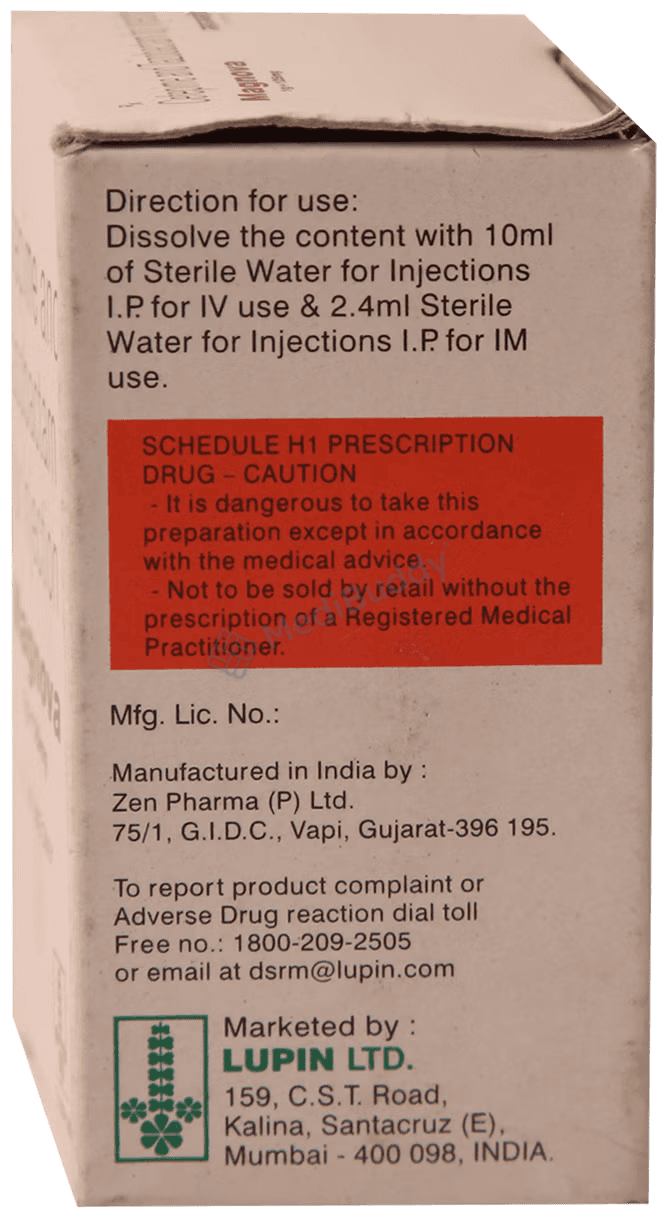 Magnova
Direction for use:
Dissolve the content with 10ml
of Sterile Water for Injections
I.P. for IV use & 2.4ml Sterile
Water for Injections I.P. for IM
use.
SCHEDULE H1 PRESCRIPTION
DRUG – CAUTION
- It is dangerous to take this
preparation except in accordance
with the medical advice.
- Not to be sold by retail without the
prescription of a Registered Medical
Practitioner.
MediBuddy
Mfg. Lic. No.:
Manufactured in India by :
Zen Pharma (P) Ltd.
75/1, G.I.D.C., Vapi, Gujarat-396 195.
To report product complaint or
Adverse Drug reaction dial toll
Free no.: 1800-209-2505
or email at dsrm@lupin.com
Marketed by :
LUPIN LTD.
159, C.S.T. Road,
Kalina, Santacruz (E),
Mumbai - 400 098, INDIA.